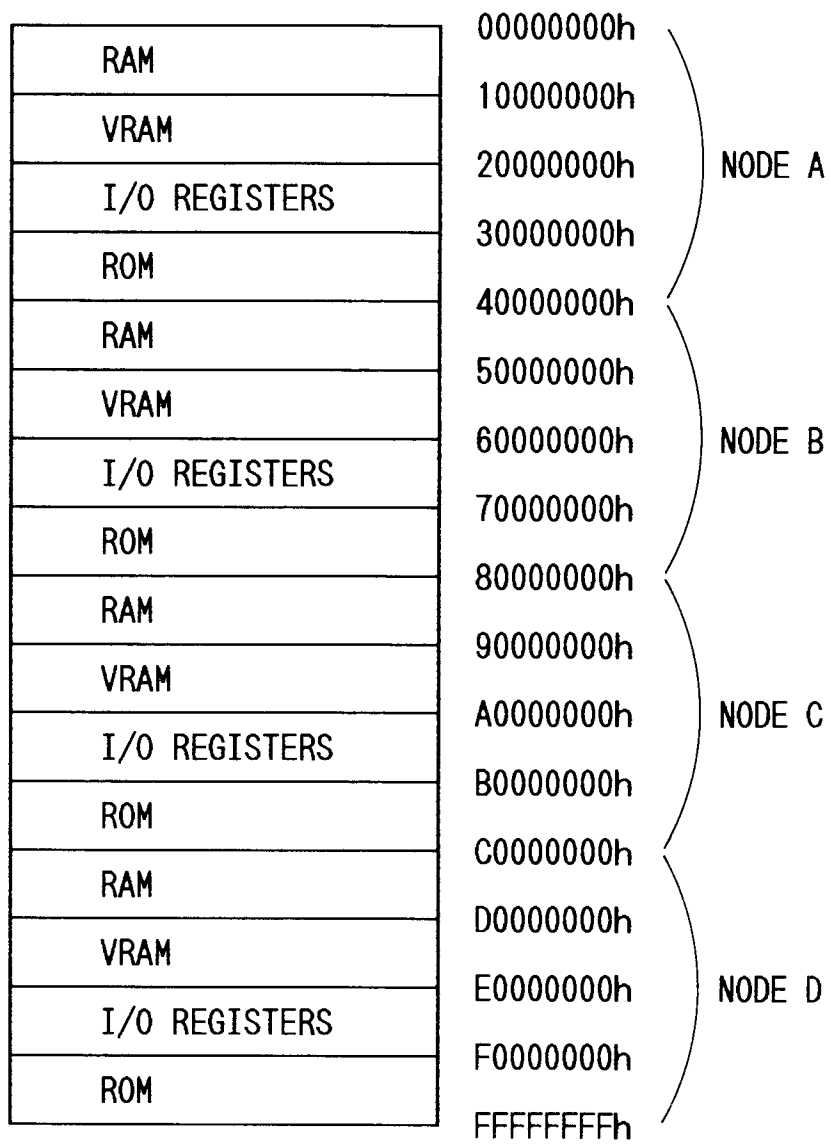 00000000h
RAM
10000000h
VRAM
20000000h
NODE A
I/O REGISTERS
30000000h
ROM
40000000h
RAM
50000000h
VRAM
60000000h
NODE B
I/O REGISTERS
70000000h
ROM
80000000h
RAM
90000000h
VRAM
A0000000h
NODE C
I/O REGISTERS
B0000000h
ROM
C0000000h
RAM
D0000000h
VRAM
E0000000h
NODE D
I/O REGISTERS
F0000000h
ROM
FFFFFFFFh